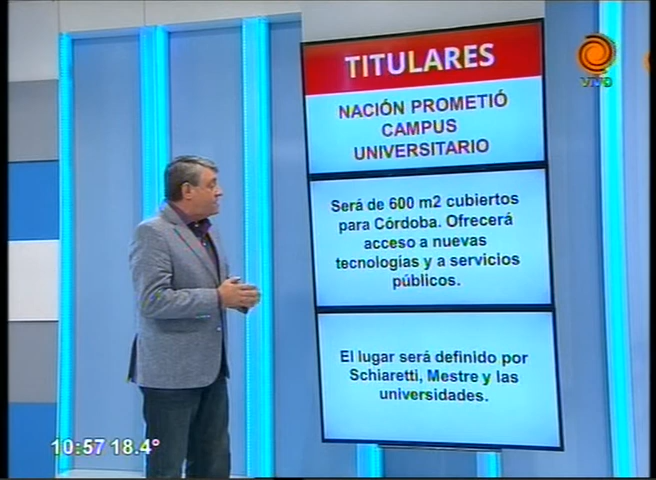 TITULARES
NACIÓN PROMETIÓ
CAMPUS
UNIVERSITARIO
Será de 600 m2 cubiertos
para Córdoba. Ofrecerá
acceso a nuevas
tecnologías y a servicios
públicos.
El lugar será definido por
Schiaretti, Mestre y las
universidades.
VIVO
10:57 18.4°